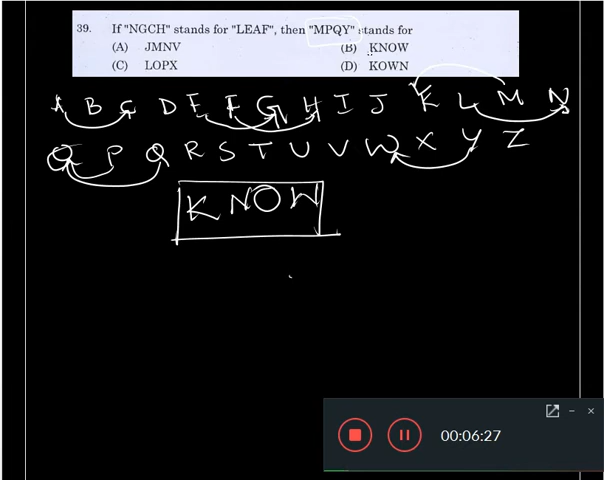 39. If "NGCH" stands for "LEAF", then "MPQY" stands for
(A) JMNV (B) KNOW
(C) LOPX (D) KOWN
A B C D E F G H I J K L M N
O P Q R S T U V W X Y Z
KNOW
00:06:27